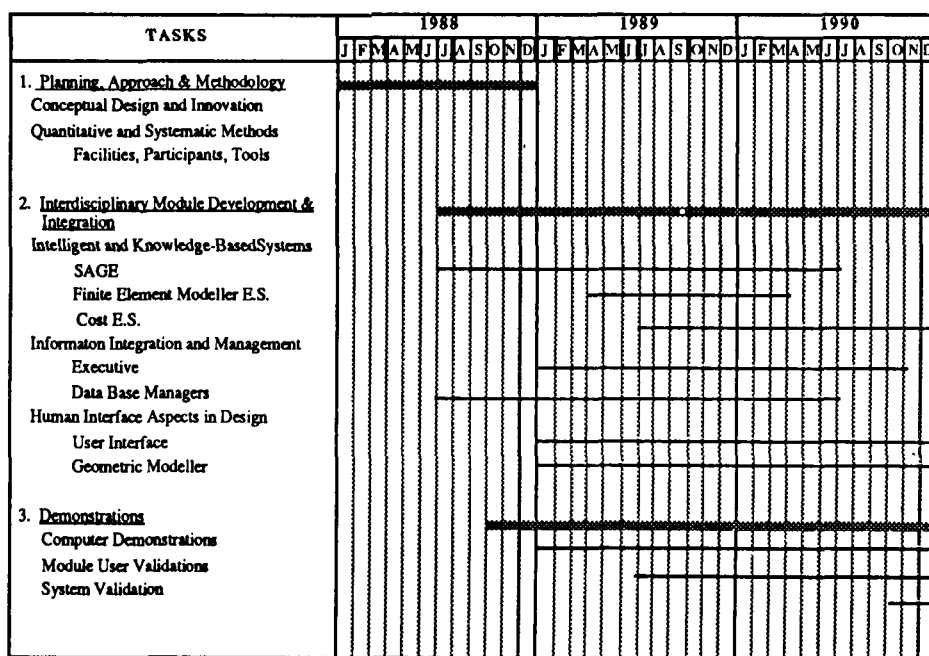 TASKS
1988 1989 1990
J F M A M J J A S O N D J F M A M J J A S O N D J F M A M J J A S O N D
1. Planning, Approach & Methodology
Conceptual Design and Innovation
Quantitative and Systematic Methods
Facilities, Participants, Tools
2. Interdisciplinary Module Development &
Integration
Intelligent and Knowledge-BasedSystems
SAGE
Finite Element Modeller E.S.
Cost E.S.
Informaton Integration and Management
Executive
Data Base Managers
Human Interface Aspects in Design
User Interface
Geometric Modeller
3. Demonstrations
Computer Demonstrations
Module User Validations
System Validation